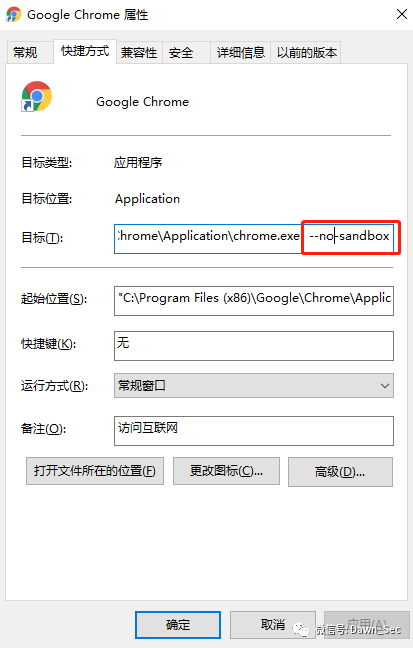 Google Chrome 属性
常规 快捷方式 兼容性 安全 详细信息 以前的版本
Google Chrome
目标类型: 应用程序
目标位置: Application
目标(T): :hrome\Application\chrome.exe --no-sandbox
起始位置(S): "C:\Program Files (x86)\Google\Chrome\Applic
快捷键(K): 无
运行方式(R): 常规窗口
备注(O): 访问互联网
打开文件所在的位置(F) 更改图标(C)... 高级(D)...
确定 取消 应用(A)
微信号: Dawn_Sec